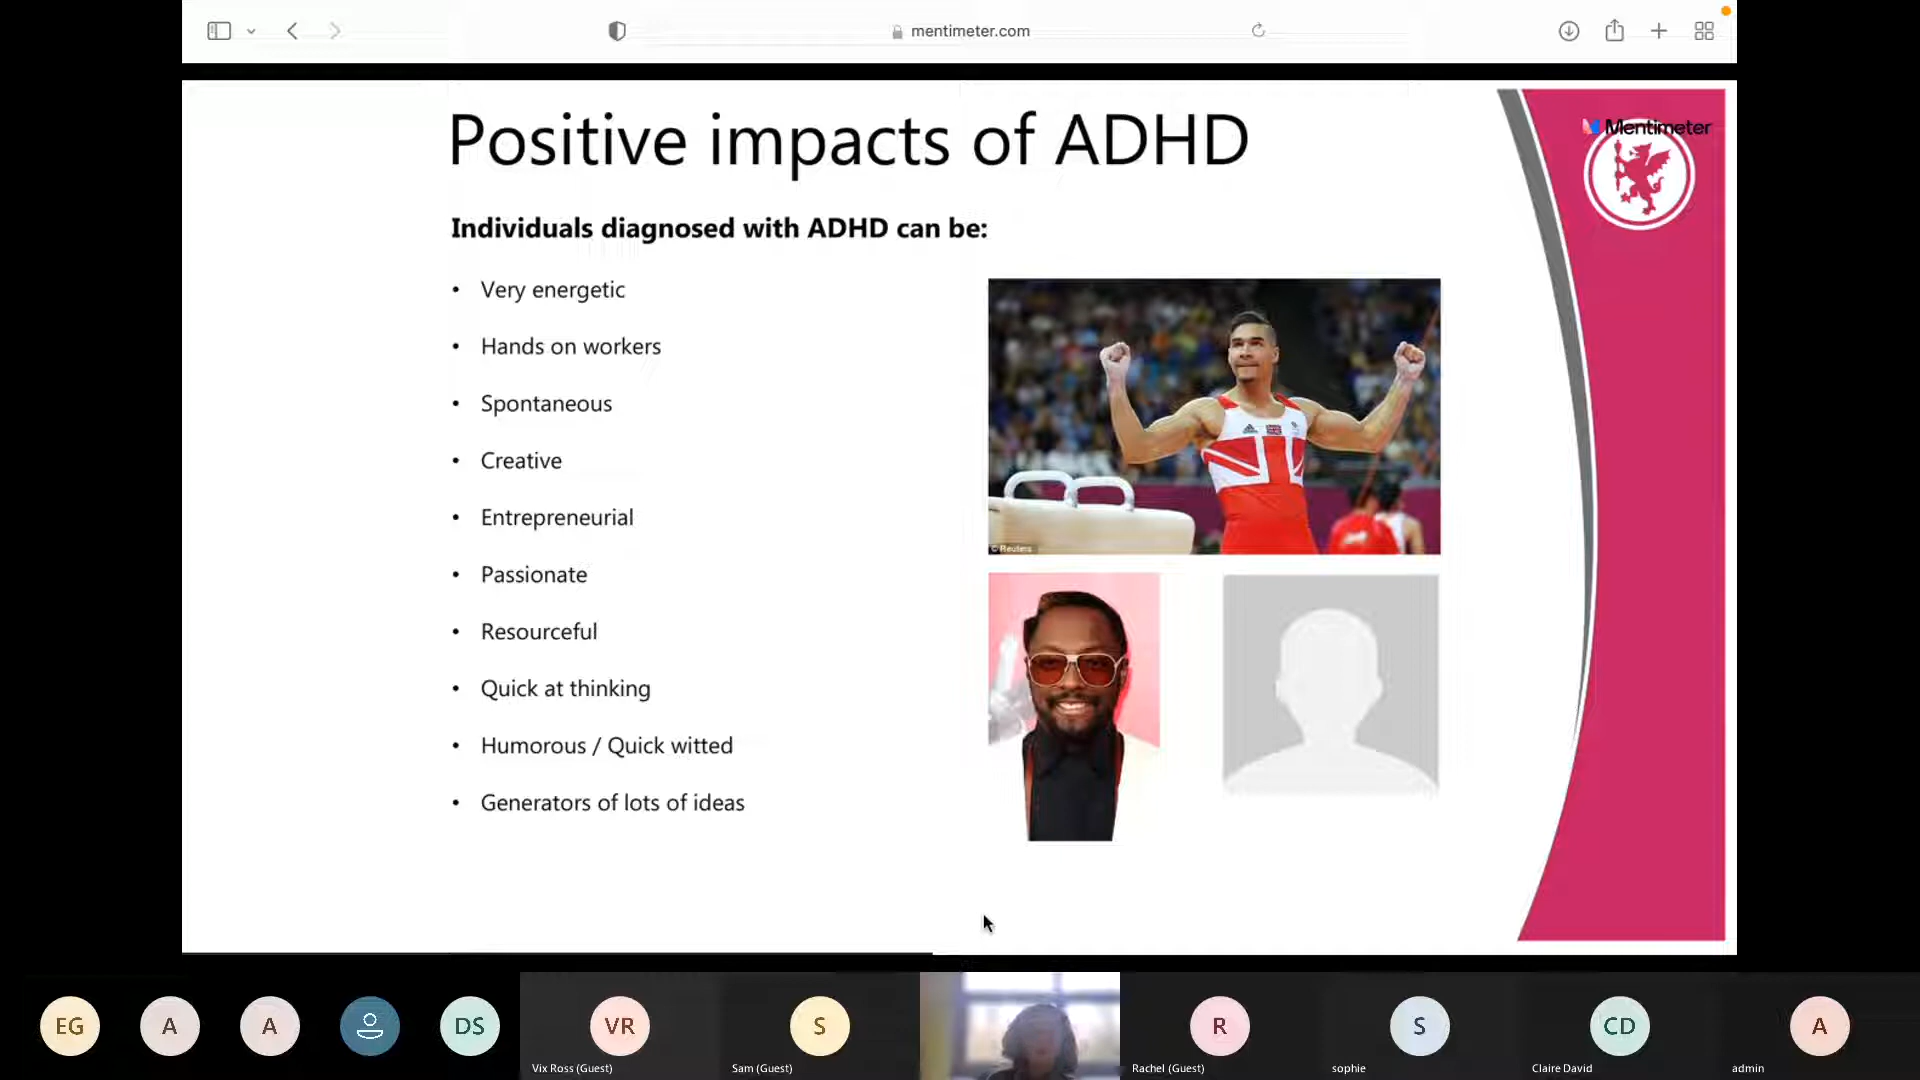 mentimeter.com
Positive impacts of ADHD
Mentimeter
Individuals diagnosed with ADHD can be:
• Very energetic
• Hands on workers
• Spontaneous
• Creative
• Entrepreneurial
• Passionate
• Resourceful
• Quick at thinking
• Humorous / Quick witted
• Generators of lots of ideas
© Reuters
EG
A
A
DS
VR
S
R
S
CD
A
Vix Ross (Guest)
Sam (Guest)
Rachel (Guest)
sophie
Claire David
admin